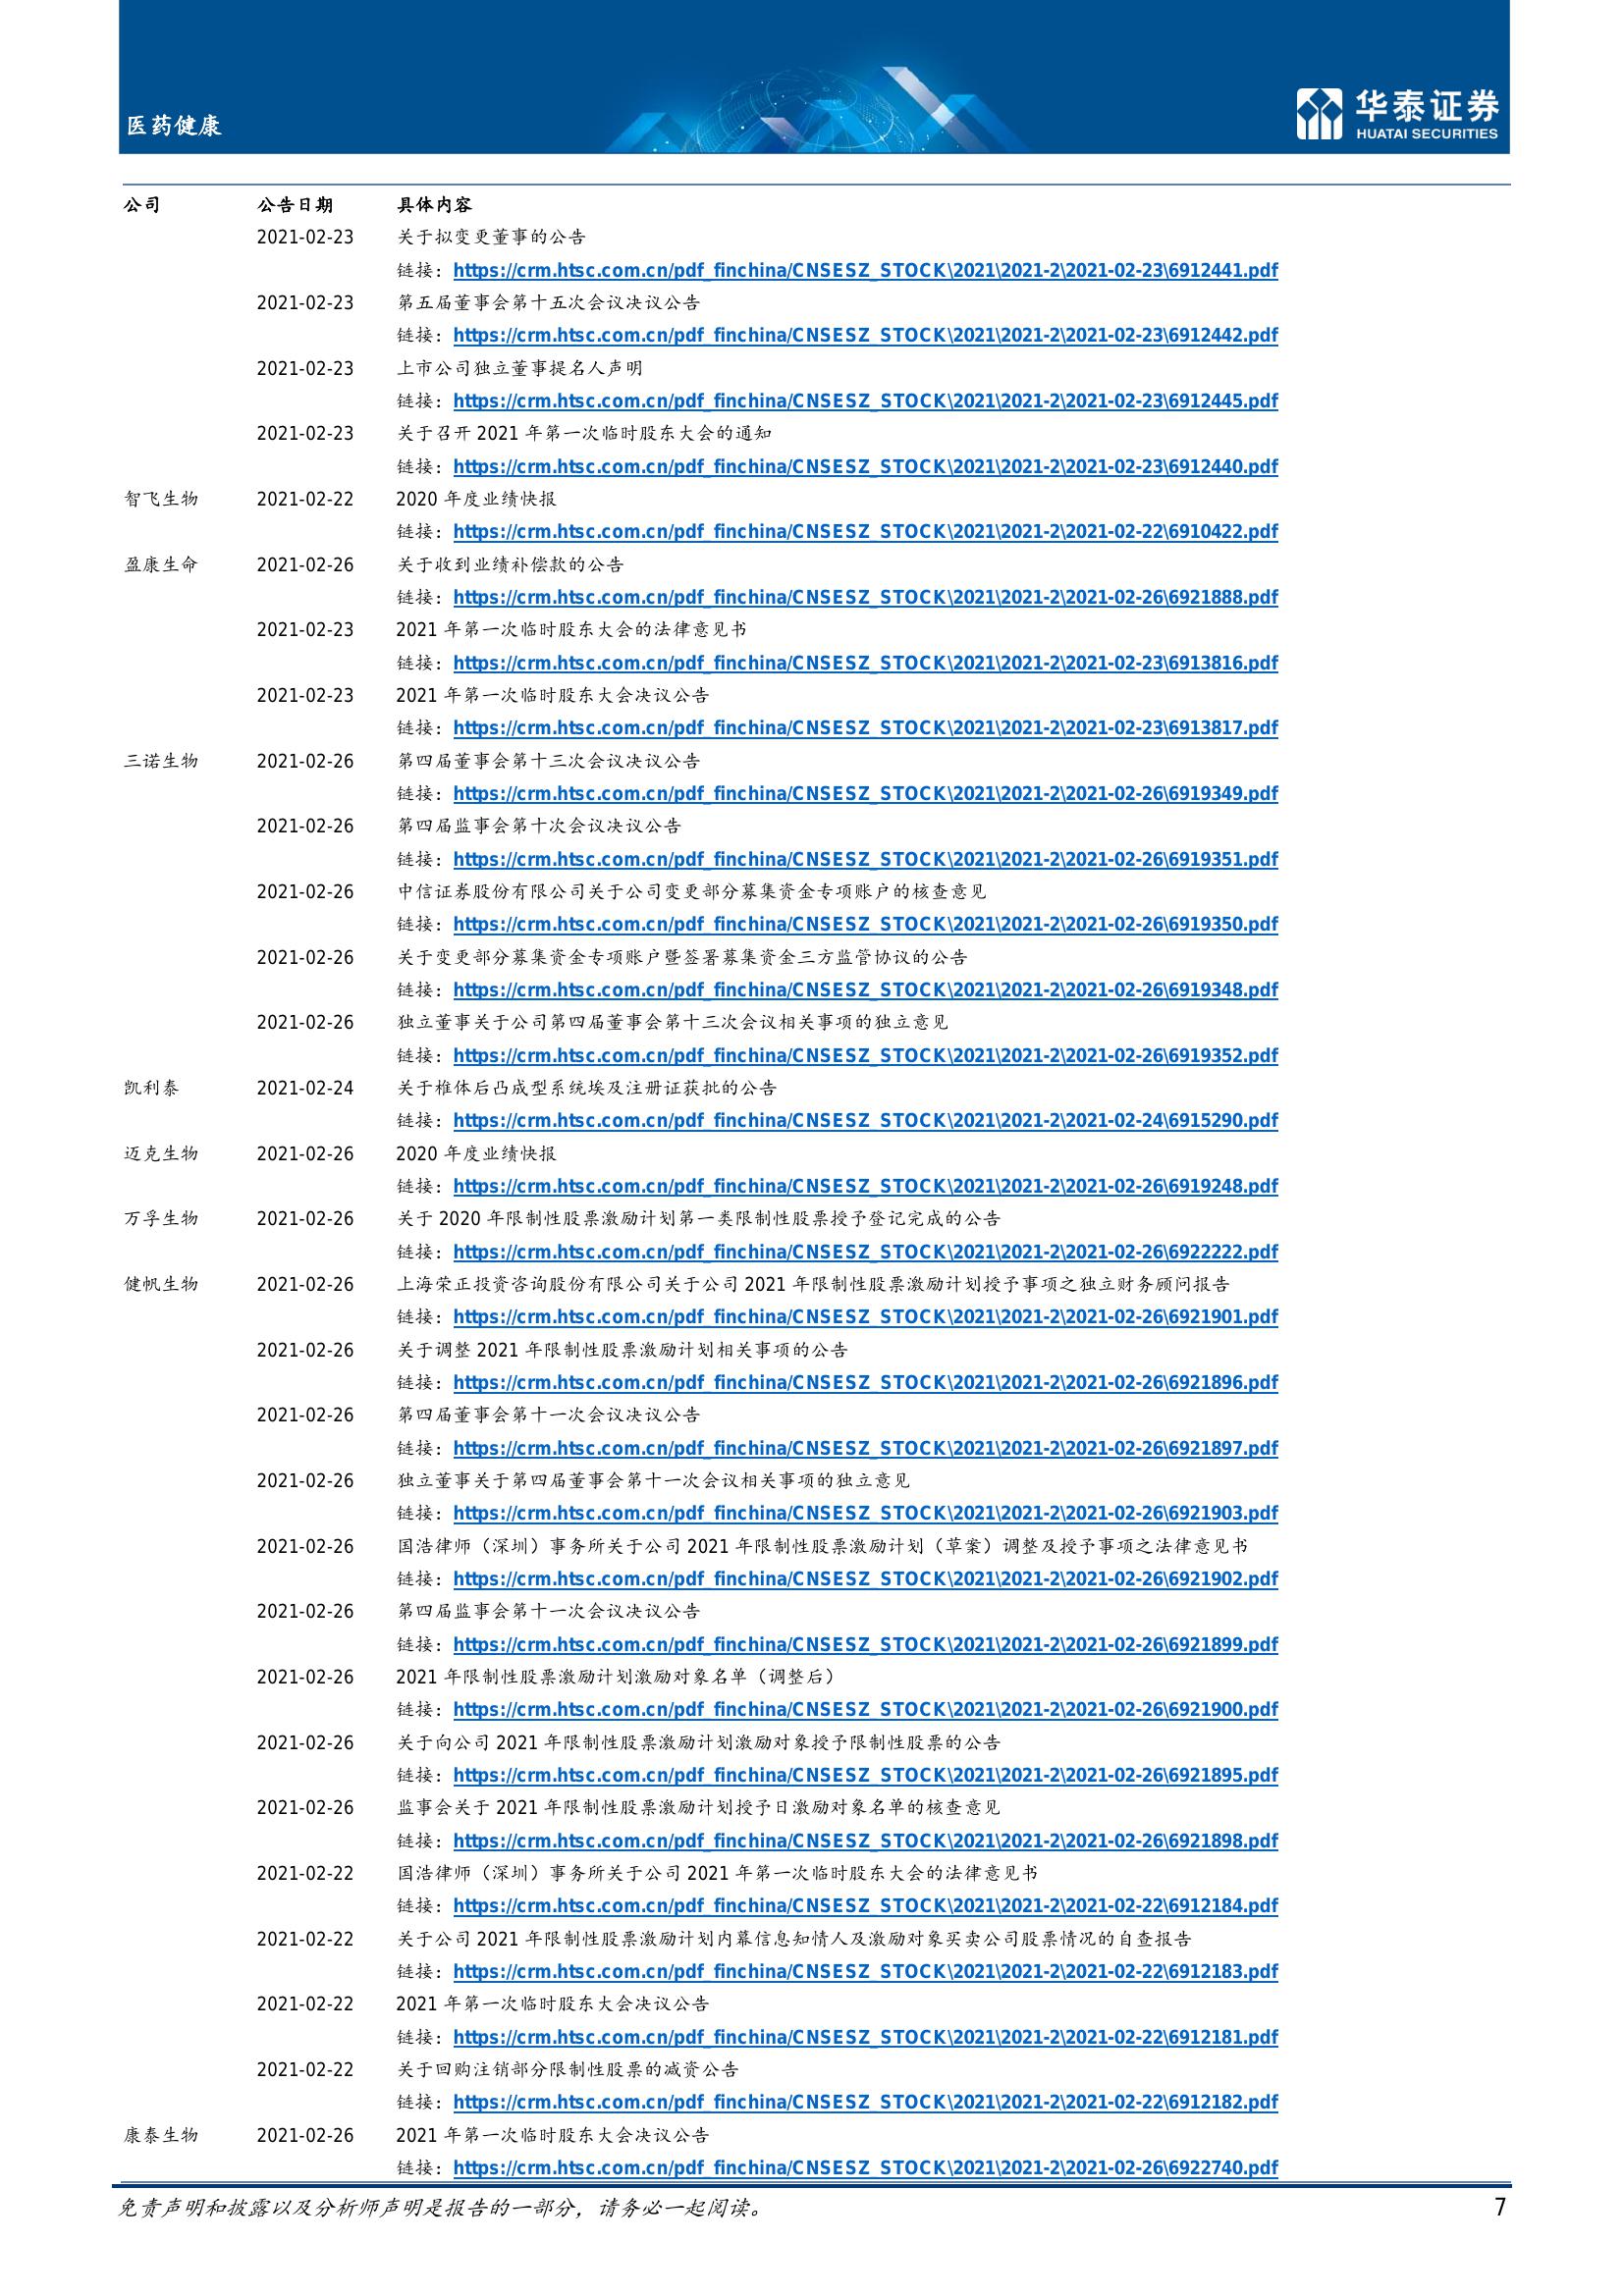 医药健康
华泰证券
HUATAI SECURITIES
公司 公告日期 具体内容
2021-02-23 关于拟变更董事的公告
链接：https://crm.htsc.com.cn/pdf_finchina/CNSESZ_STOCK\2021\2021-2\2021-02-23\6912441.pdf
2021-02-23 第五届董事会第十五次会议决议公告
链接：https://crm.htsc.com.cn/pdf_finchina/CNSESZ_STOCK\2021\2021-2\2021-02-23\6912442.pdf
2021-02-23 上市公司独立董事提名人声明
链接：https://crm.htsc.com.cn/pdf_finchina/CNSESZ_STOCK\2021\2021-2\2021-02-23\6912445.pdf
2021-02-23 关于召开 2021 年第一次临时股东大会的通知
链接：https://crm.htsc.com.cn/pdf_finchina/CNSESZ_STOCK\2021\2021-2\2021-02-23\6912440.pdf
智飞生物 2021-02-22 2020 年度业绩快报
链接：https://crm.htsc.com.cn/pdf_finchina/CNSESZ_STOCK\2021\2021-2\2021-02-22\6910422.pdf
盈康生命 2021-02-26 关于收到业绩补偿款的公告
链接：https://crm.htsc.com.cn/pdf_finchina/CNSESZ_STOCK\2021\2021-2\2021-02-26\6921888.pdf
2021-02-23 2021 年第一次临时股东大会的法律意见书
链接：https://crm.htsc.com.cn/pdf_finchina/CNSESZ_STOCK\2021\2021-2\2021-02-23\6913816.pdf
2021-02-23 2021 年第一次临时股东大会决议公告
链接：https://crm.htsc.com.cn/pdf_finchina/CNSESZ_STOCK\2021\2021-2\2021-02-23\6913817.pdf
三诺生物 2021-02-26 第四届董事会第十三次会议决议公告
链接：https://crm.htsc.com.cn/pdf_finchina/CNSESZ_STOCK\2021\2021-2\2021-02-26\6919349.pdf
2021-02-26 第四届监事会第十次会议决议公告
链接：https://crm.htsc.com.cn/pdf_finchina/CNSESZ_STOCK\2021\2021-2\2021-02-26\6919351.pdf
2021-02-26 中信证券股份有限公司关于公司变更部分募集资金专项账户的核查意见
链接：https://crm.htsc.com.cn/pdf_finchina/CNSESZ_STOCK\2021\2021-2\2021-02-26\6919350.pdf
2021-02-26 关于变更部分募集资金专项账户暨签署募集资金三方监管协议的公告
链接：https://crm.htsc.com.cn/pdf_finchina/CNSESZ_STOCK\2021\2021-2\2021-02-26\6919348.pdf
2021-02-26 独立董事关于公司第四届董事会第十三次会议相关事项的独立意见
链接：https://crm.htsc.com.cn/pdf_finchina/CNSESZ_STOCK\2021\2021-2\2021-02-26\6919352.pdf
凯利泰 2021-02-24 关于椎体后凸成型系统埃及注册证获批的公告
链接：https://crm.htsc.com.cn/pdf_finchina/CNSESZ_STOCK\2021\2021-2\2021-02-24\6915290.pdf
迈克生物 2021-02-26 2020 年度业绩快报
链接：https://crm.htsc.com.cn/pdf_finchina/CNSESZ_STOCK\2021\2021-2\2021-02-26\6919248.pdf
万孚生物 2021-02-26 关于 2020 年限制性股票激励计划第一类限制性股票授予登记完成的公告
链接：https://crm.htsc.com.cn/pdf_finchina/CNSESZ_STOCK\2021\2021-2\2021-02-26\6922222.pdf
健帆生物 2021-02-26 上海荣正投资咨询股份有限公司关于公司 2021 年限制性股票激励计划授予事项之独立财务顾问报告
链接：https://crm.htsc.com.cn/pdf_finchina/CNSESZ_STOCK\2021\2021-2\2021-02-26\6921901.pdf
2021-02-26 关于调整 2021 年限制性股票激励计划相关事项的公告
链接：https://crm.htsc.com.cn/pdf_finchina/CNSESZ_STOCK\2021\2021-2\2021-02-26\6921896.pdf
2021-02-26 第四届董事会第十一次会议决议公告
链接：https://crm.htsc.com.cn/pdf_finchina/CNSESZ_STOCK\2021\2021-2\2021-02-26\6921897.pdf
2021-02-26 独立董事关于第四届董事会第十一次会议相关事项的独立意见
链接：https://crm.htsc.com.cn/pdf_finchina/CNSESZ_STOCK\2021\2021-2\2021-02-26\6921903.pdf
2021-02-26 国浩律师（深圳）事务所关于公司 2021 年限制性股票激励计划（草案）调整及授予事项之法律意见书
链接：https://crm.htsc.com.cn/pdf_finchina/CNSESZ_STOCK\2021\2021-2\2021-02-26\6921902.pdf
2021-02-26 第四届监事会第十一次会议决议公告
链接：https://crm.htsc.com.cn/pdf_finchina/CNSESZ_STOCK\2021\2021-2\2021-02-26\6921899.pdf
2021-02-26 2021 年限制性股票激励计划激励对象名单（调整后）
链接：https://crm.htsc.com.cn/pdf_finchina/CNSESZ_STOCK\2021\2021-2\2021-02-26\6921900.pdf
2021-02-26 关于向公司 2021 年限制性股票激励计划激励对象授予限制性股票的公告
链接：https://crm.htsc.com.cn/pdf_finchina/CNSESZ_STOCK\2021\2021-2\2021-02-26\6921895.pdf
2021-02-26 监事会关于 2021 年限制性股票激励计划授予日激励对象名单的核查意见
链接：https://crm.htsc.com.cn/pdf_finchina/CNSESZ_STOCK\2021\2021-2\2021-02-26\6921898.pdf
2021-02-22 国浩律师（深圳）事务所关于公司 2021 年第一次临时股东大会的法律意见书
链接：https://crm.htsc.com.cn/pdf_finchina/CNSESZ_STOCK\2021\2021-2\2021-02-22\6912184.pdf
2021-02-22 关于公司 2021 年限制性股票激励计划内幕信息知情人及激励对象买卖公司股票情况的自查报告
链接：https://crm.htsc.com.cn/pdf_finchina/CNSESZ_STOCK\2021\2021-2\2021-02-22\6912183.pdf
2021-02-22 2021 年第一次临时股东大会决议公告
链接：https://crm.htsc.com.cn/pdf_finchina/CNSESZ_STOCK\2021\2021-2\2021-02-22\6912181.pdf
2021-02-22 关于回购注销部分限制性股票的减资公告
链接：https://crm.htsc.com.cn/pdf_finchina/CNSESZ_STOCK\2021\2021-2\2021-02-22\6912182.pdf
康泰生物 2021-02-26 2021 年第一次临时股东大会决议公告
链接：https://crm.htsc.com.cn/pdf_finchina/CNSESZ_STOCK\2021\2021-2\2021-02-26\6922740.pdf
免责声明和披露以及分析师声明是报告的一部分，请务必一起阅读。 7